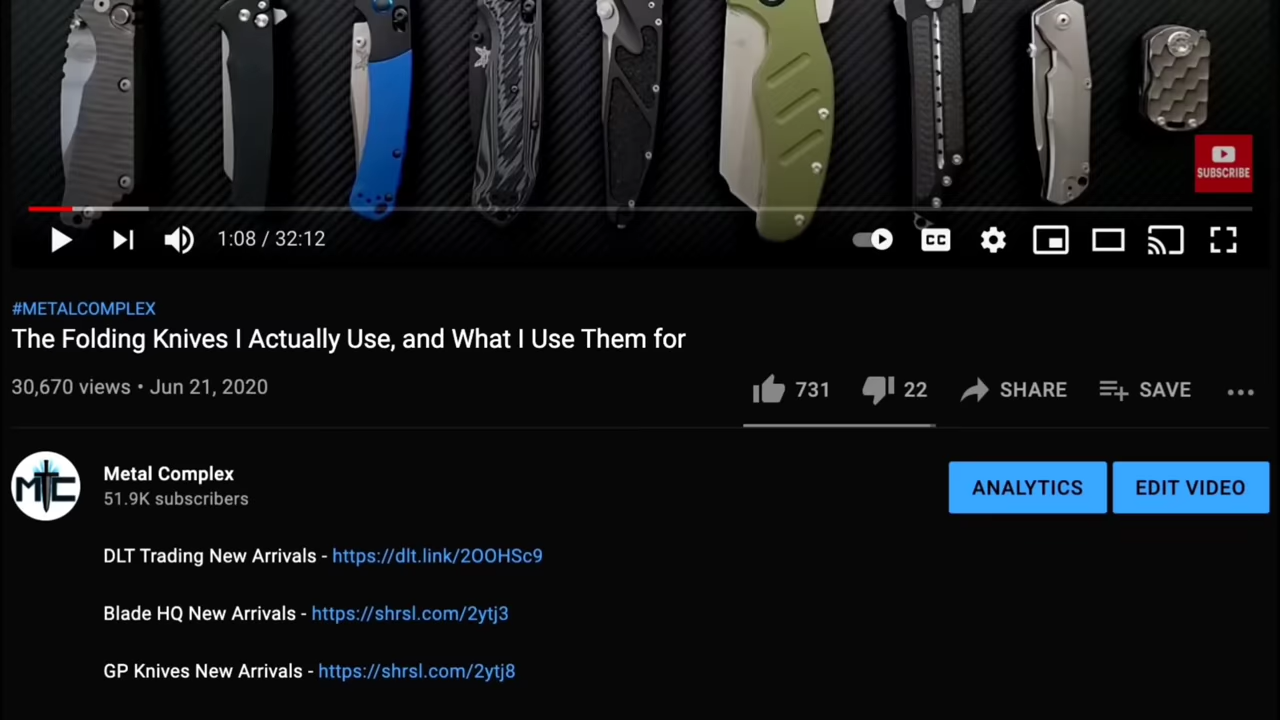 SUBSCRIBE
1:08 / 32:12
CC
#METALCOMPLEX
The Folding Knives I Actually Use, and What I Use Them for
30,670 views • Jun 21, 2020
731
22
SHARE
SAVE
MTC
Metal Complex
51.9K subscribers
ANALYTICS
EDIT VIDEO
DLT Trading New Arrivals - https://dlt.link/2OOHSc9
Blade HQ New Arrivals - https://shrsl.com/2ytj3
GP Knives New Arrivals - https://shrsl.com/2ytj8